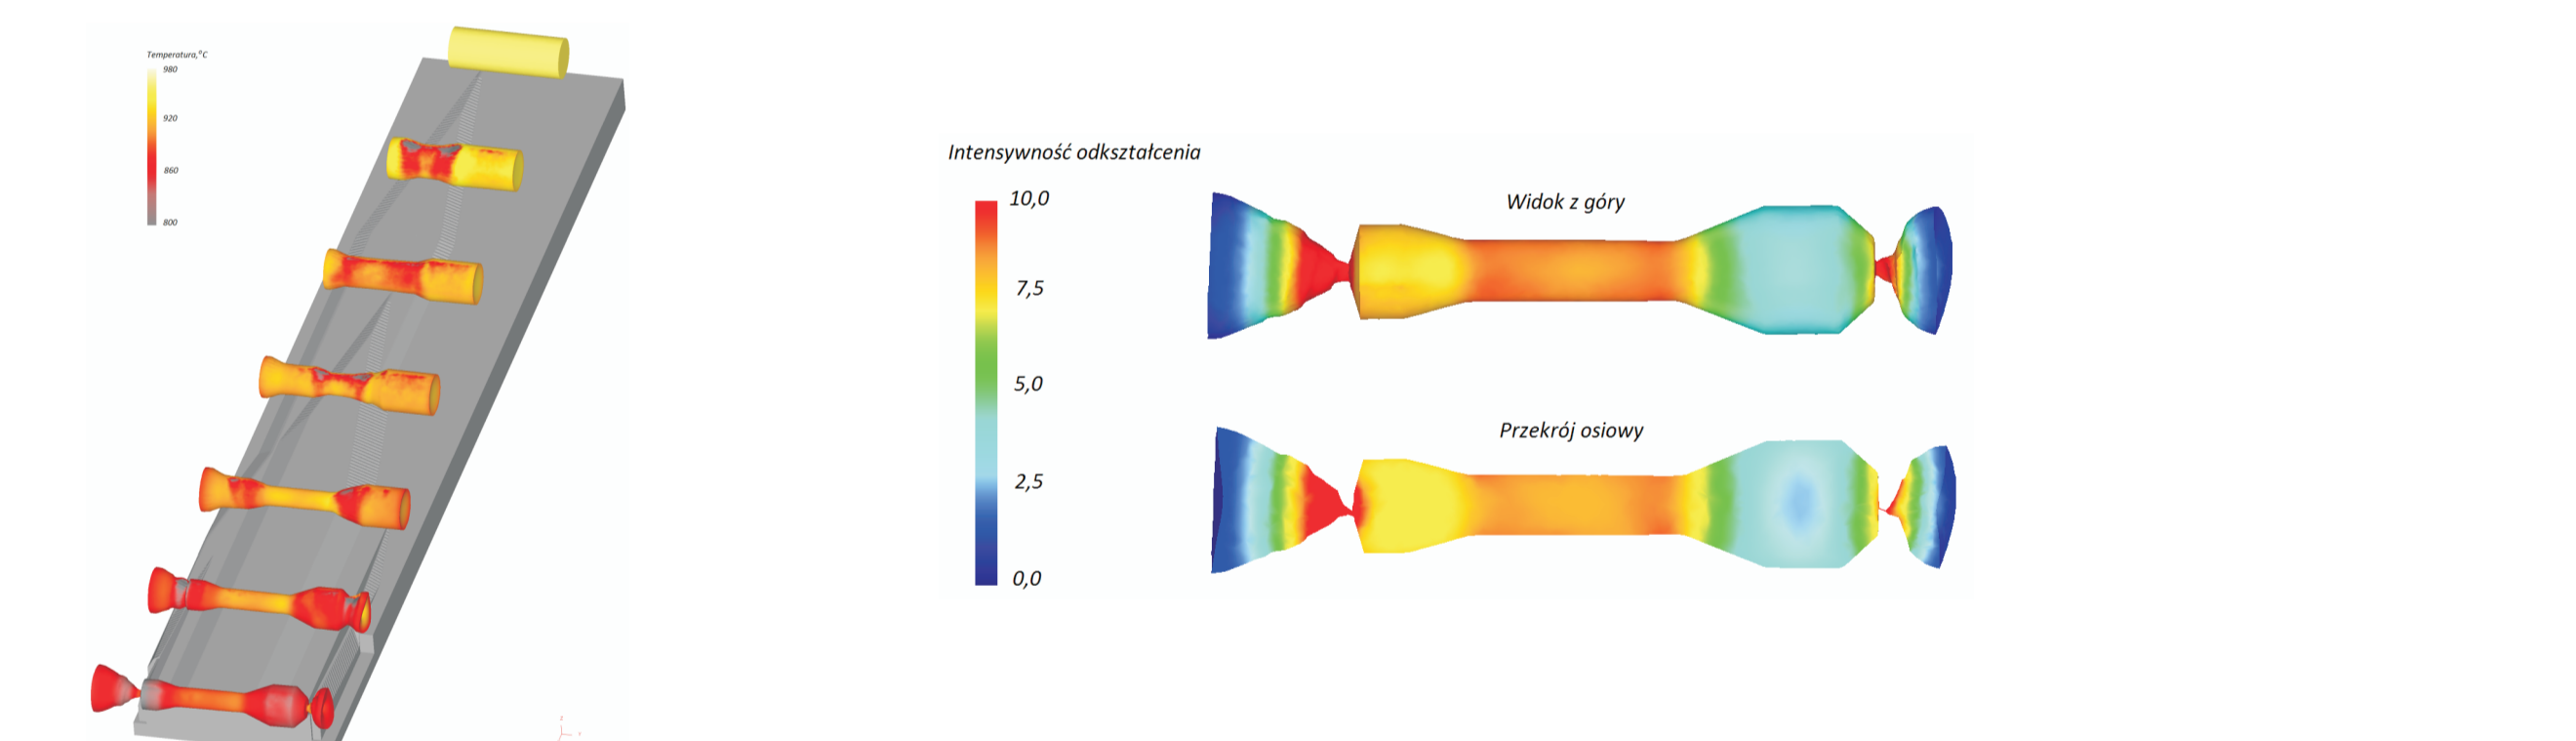 Temperatura,°C
980
920
860
800
Intensywność odkształcenia
10,0
7,5
5,0
2,5
0,0
Widok z góry
Przekrój osiowy